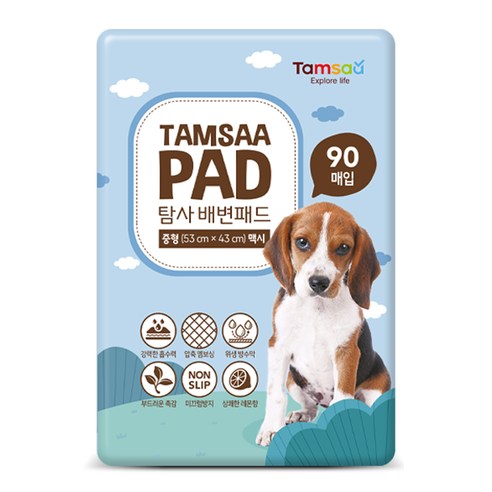 Tamsaa
Explore life
90
매입
TAMSAA
PAD
탐사 배변패드
중형 (53 cm × 43 cm) 맥시
강력한 흡수력
압축 엠보싱
위생 방수막
NON
SLIP
부드러운 촉감
미끄럼방지
상쾌한 레몬향